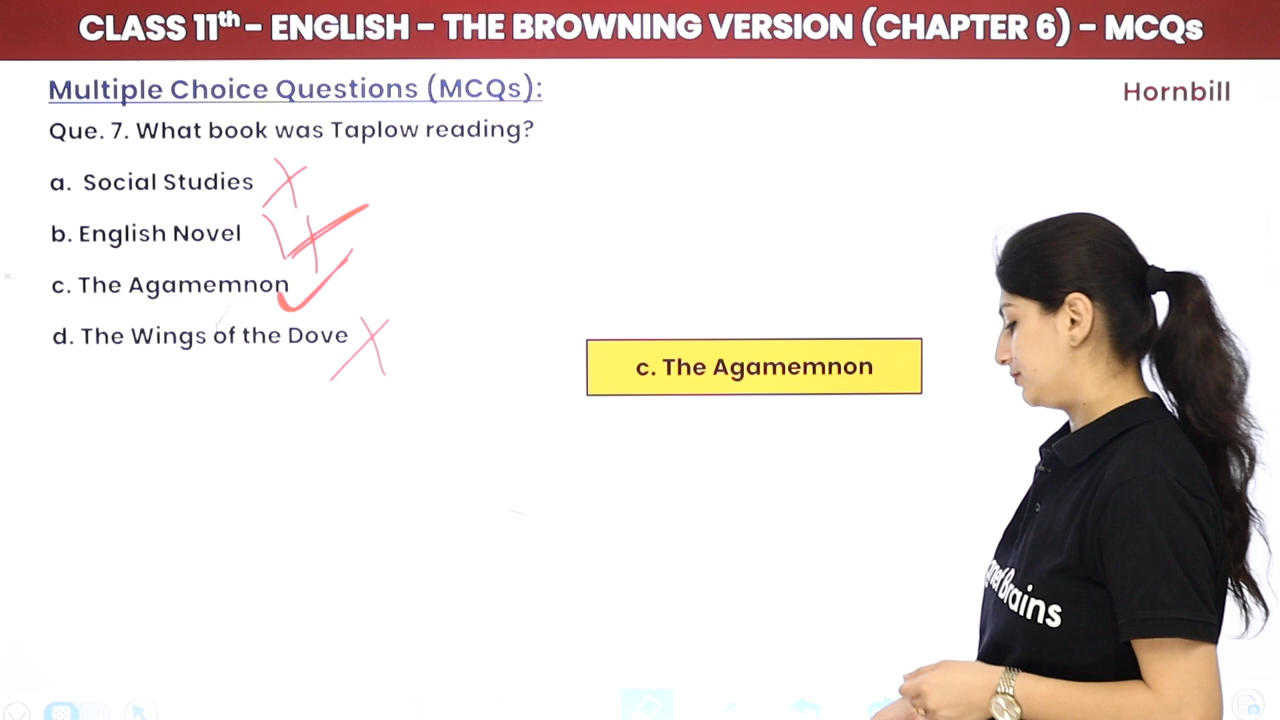 CLASS 11th - ENGLISH - THE BROWNING VERSION (CHAPTER 6) - MCQs
Multiple Choice Questions (MCQs):
Hornbill
Que. 7. What book was Taplow reading?
a. Social Studies
b. English Novel
c. The Agamemnon
d. The Wings of the Dove
c. The Agamemnon
Brains